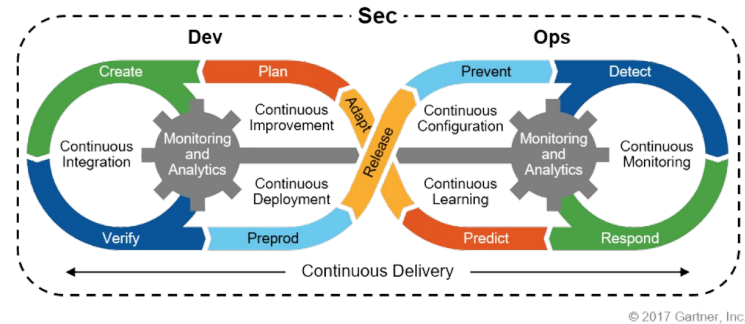 Sec
Dev
Ops
Create
Plan
Prevent
Detect
Adapt
Release
Continuous
Improvement
Continuous
Configuration
Continuous
Integration
Monitoring
and
Analytics
Monitoring
and
Analytics
Continuous
Monitoring
Continuous
Deployment
Continuous
Learning
Verify
Preprod
Predict
Respond
Continuous Delivery
© 2017 Gartner, Inc.